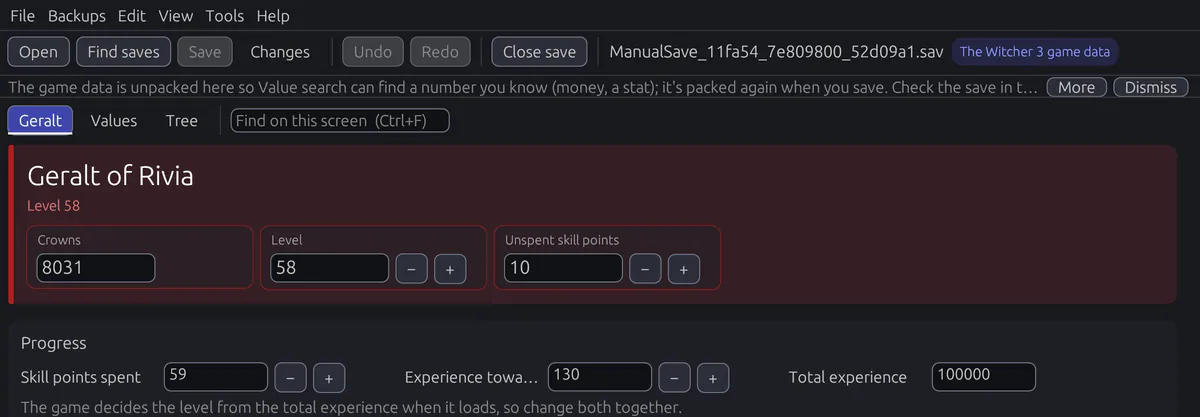 File Backups Edit View Tools Help
Open Find saves Save Changes Undo Redo Close save ManualSave_11fa54_7e809800_52d09a1.sav The Witcher 3 game data
The game data is unpacked here so Value search can find a number you know (money, a stat); it's packed again when you save. Check the save in t... More Dismiss
Geralt Values Tree Find on this screen (Ctrl+F)
Geralt of Rivia
Level 58
Crowns Level Unspent skill points
8031 58 − + 10 − +
Progress
Skill points spent 59 − + Experience towa... 130 − + Total experience 100000
The game decides the level from the total experience when it loads, so change both together.